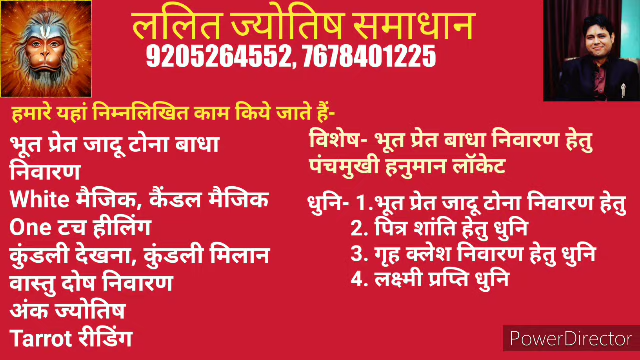 ललित ज्योतिष समाधान
9205264552, 7678401225
हमारे यहां निम्नलिखित काम किये जाते हैं-
भूत प्रेत जादू टोना बाधा
निवारण
White मैजिक, कैंडल मैजिक
One टच हीलिंग
कुंडली देखना, कुंडली मिलान
वास्तु दोष निवारण
अंक ज्योतिष
Tarrot रीडिंग
विशेष- भूत प्रेत बाधा निवारण हेतु
पंचमुखी हनुमान लॉकेट
धुनि- 1.भूत प्रेत जादू टोना निवारण हेतु
2. पित्र शांति हेतु धुनि
3. गृह क्लेश निवारण हेतु धुनि
4. लक्ष्मी प्रप्ति धुनि
PowerDirector